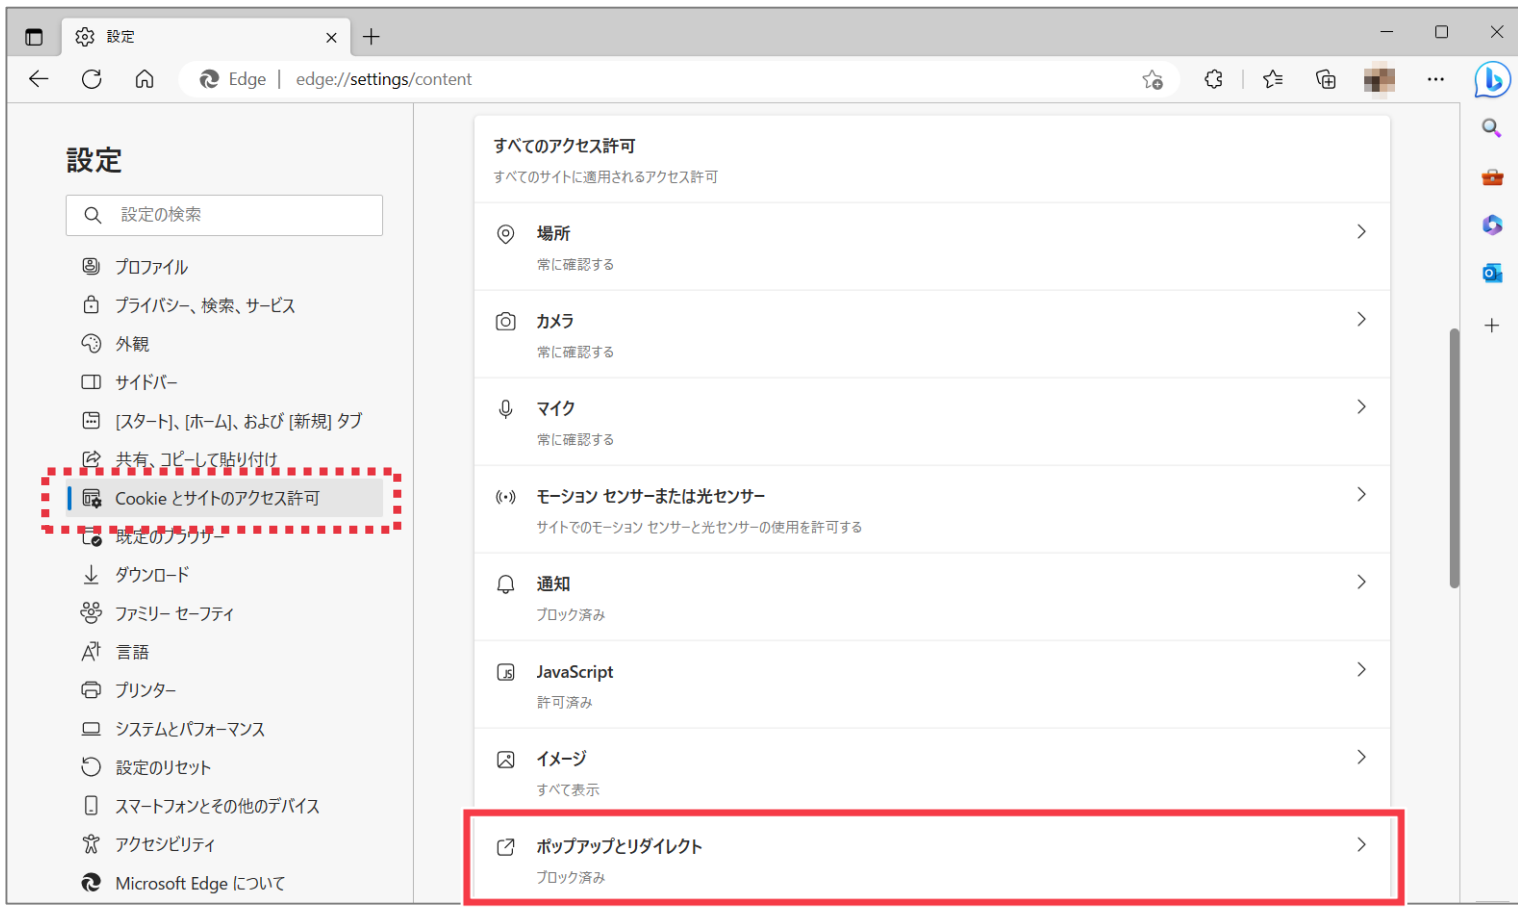 設定
Edge | edge://settings/content
設定
設定の検索
プロファイル
プライバシー、検索、サービス
外観
サイドバー
[スタート]、[ホーム]、および [新規] タブ
共有、コピーして貼り付け
Cookie とサイトのアクセス許可
既定のブラウザー
ダウンロード
ファミリー セーフティ
言語
プリンター
システムとパフォーマンス
設定のリセット
スマートフォンとその他のデバイス
アクセシビリティ
Microsoft Edge について
すべてのアクセス許可
すべてのサイトに適用されるアクセス許可
場所
常に確認する
カメラ
常に確認する
マイク
常に確認する
モーション センサーまたは光センサー
サイトでのモーション センサーと光センサーの使用を許可する
通知
ブロック済み
JavaScript
許可済み
イメージ
すべて表示
ポップアップとリダイレクト
ブロック済み